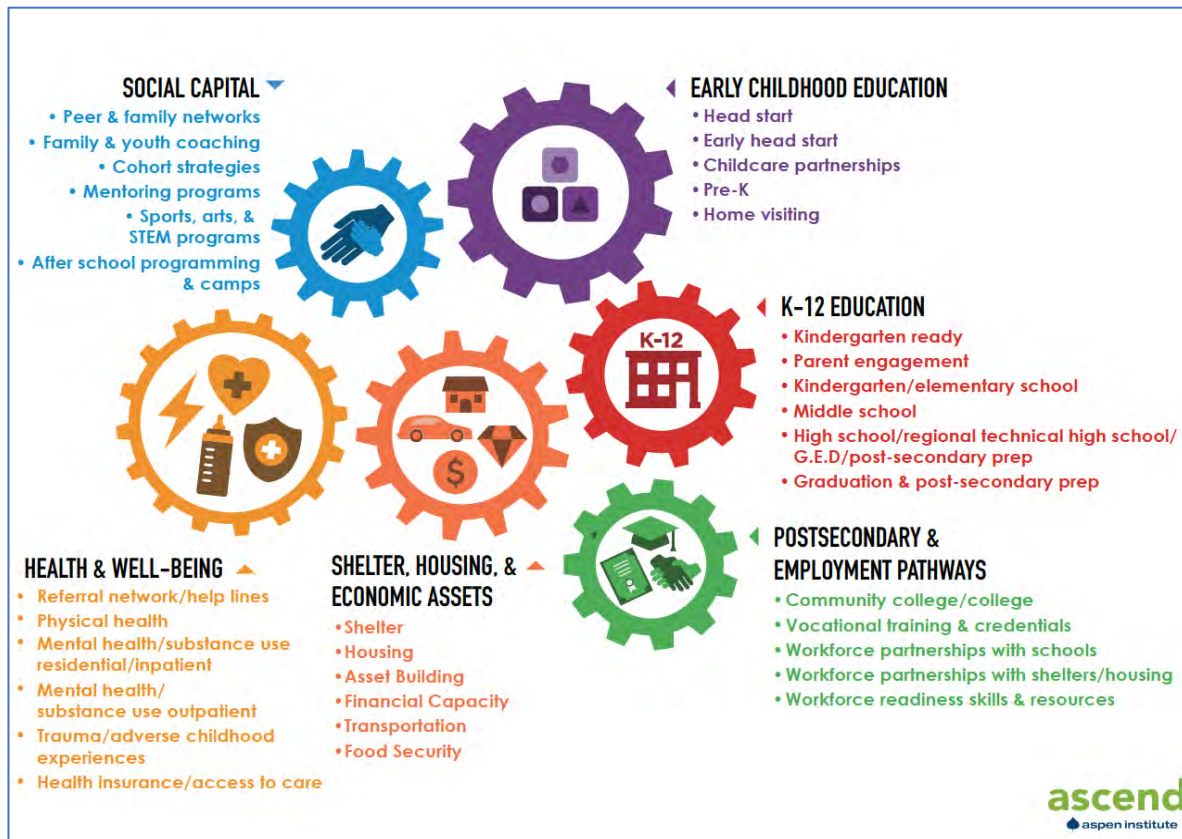 SOCIAL CAPITAL
• Peer & family networks
• Family & youth coaching
• Cohort strategies
• Mentoring programs
• Sports, arts, &
STEM programs
• After school programming
& camps
EARLY CHILDHOOD EDUCATION
• Head start
• Early head start
• Childcare partnerships
• Pre-K
• Home visiting
K-12
K-12 EDUCATION
• Kindergarten ready
• Parent engagement
• Kindergarten/elementary school
• Middle school
• High school/regional technical high school/
G.E.D/post-secondary prep
• Graduation & post-secondary prep
$
HEALTH & WELL-BEING
• Referral network/help lines
• Physical health
• Mental health/substance use
residential/inpatient
• Mental health/
substance use outpatient
• Trauma/adverse childhood
experiences
• Health insurance/access to care
SHELTER, HOUSING, &
ECONOMIC ASSETS
• Shelter
• Housing
• Asset Building
• Financial Capacity
• Transportation
• Food Security
POSTSECONDARY &
EMPLOYMENT PATHWAYS
• Community college/college
• Vocational training & credentials
• Workforce partnerships with schools
• Workforce partnerships with shelters/housing
• Workforce readiness skills & resources
ascend
aspen institute